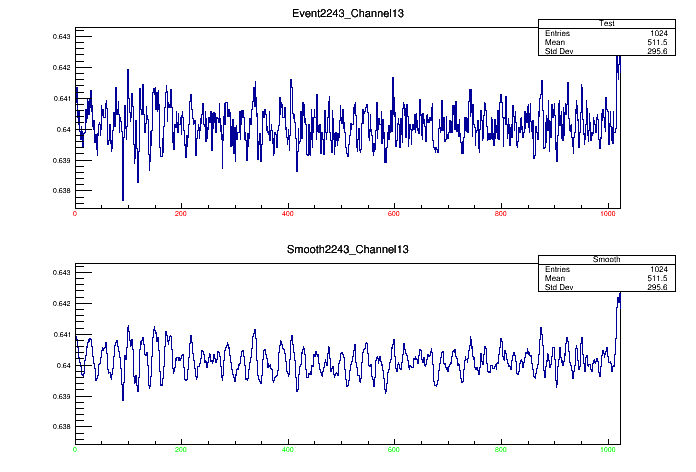 Event2243_Channel13
Test
Entries 1024
Mean 511.5
Std Dev 295.6
0.643
0.642
0.641
0.64
0.639
0.638
0 200 400 600 800 1000
Smooth2243_Channel13
Smooth
Entries 1024
Mean 511.5
Std Dev 295.6
0.643
0.642
0.641
0.64
0.639
0.638
0 200 400 600 800 1000